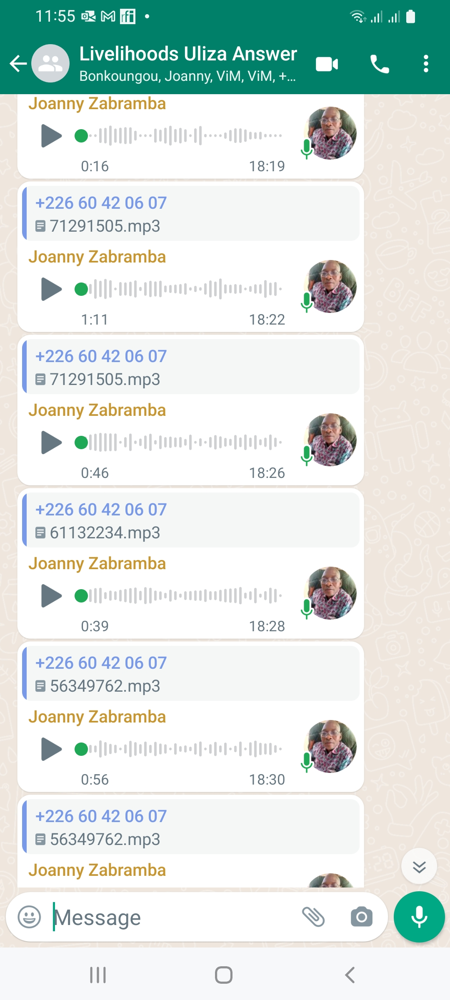 11:55
rfi
Livelihoods Uliza Answer
Bonkoungou, Joanny, ViM, ViM, +...
Joanny Zabramba
0:16 18:19
+226 60 42 06 07
71291505.mp3
Joanny Zabramba
1:11 18:22
+226 60 42 06 07
71291505.mp3
Joanny Zabramba
0:46 18:26
+226 60 42 06 07
61132234.mp3
Joanny Zabramba
0:39 18:28
+226 60 42 06 07
56349762.mp3
Joanny Zabramba
0:56 18:30
+226 60 42 06 07
56349762.mp3
Joanny Zabramba
Message